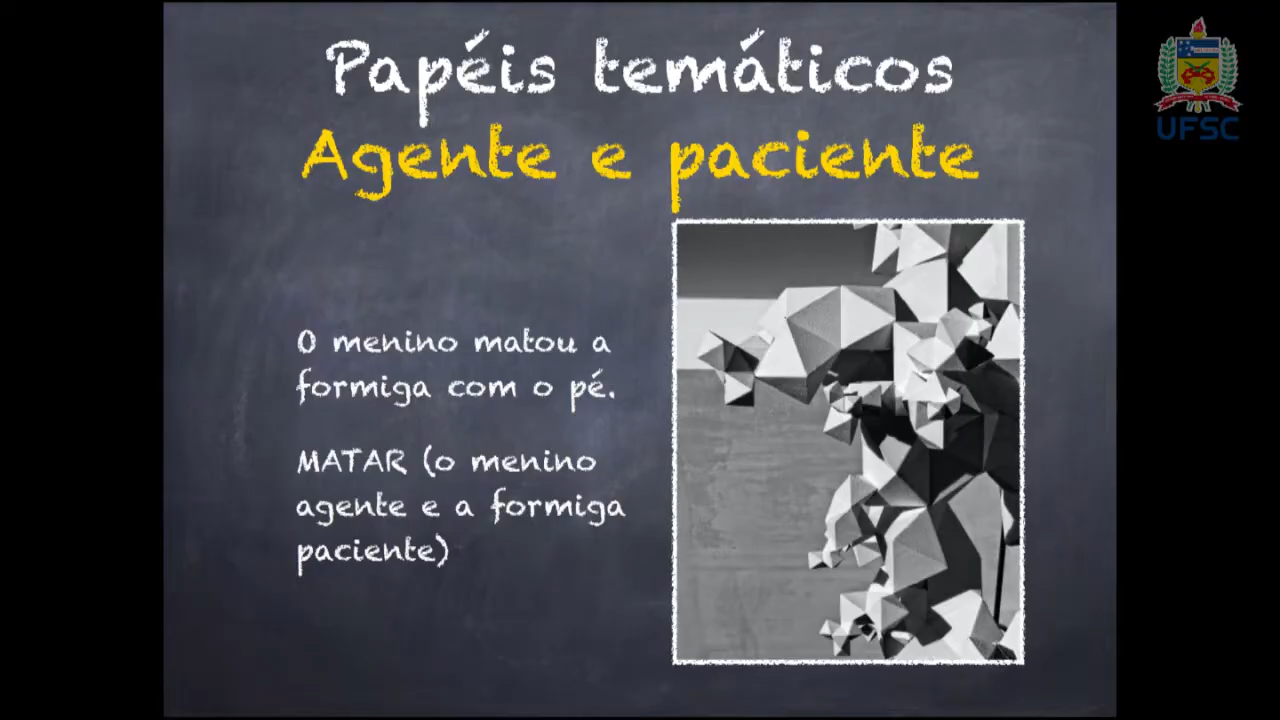 Papéis temáticos
Agente e paciente
O menino matou a
formiga com o pé.
MATAR (o menino
agente e a formiga
paciente)
UFSC